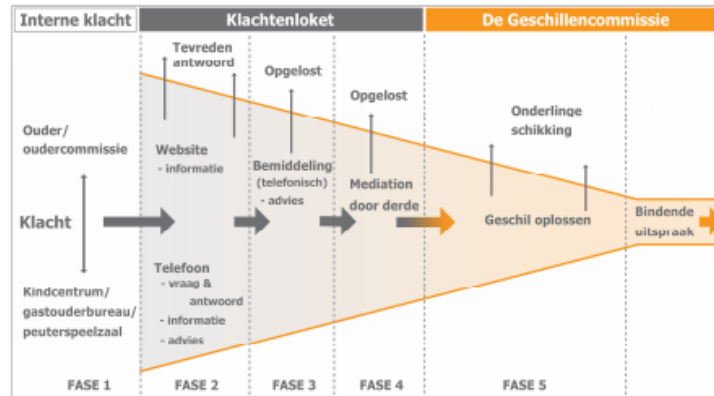 Interne klacht
Klachtenloket
De Geschillencommissie
Tevreden
antwoord
Opgelost
Opgelost
Onderlinge
schikking
Ouder/
oudercommissie
Website
- informatie
Bemiddeling
(telefonisch)
- advies
Mediation
door derde
Klacht
Geschil oplossen
Bindende
uitspraak
Kindcentrum/
gastouderbureau/
peuterspeelzaal
Telefoon
- vraag &
antwoord
- informatie
- advies
FASE 1
FASE 2
FASE 3
FASE 4
FASE 5